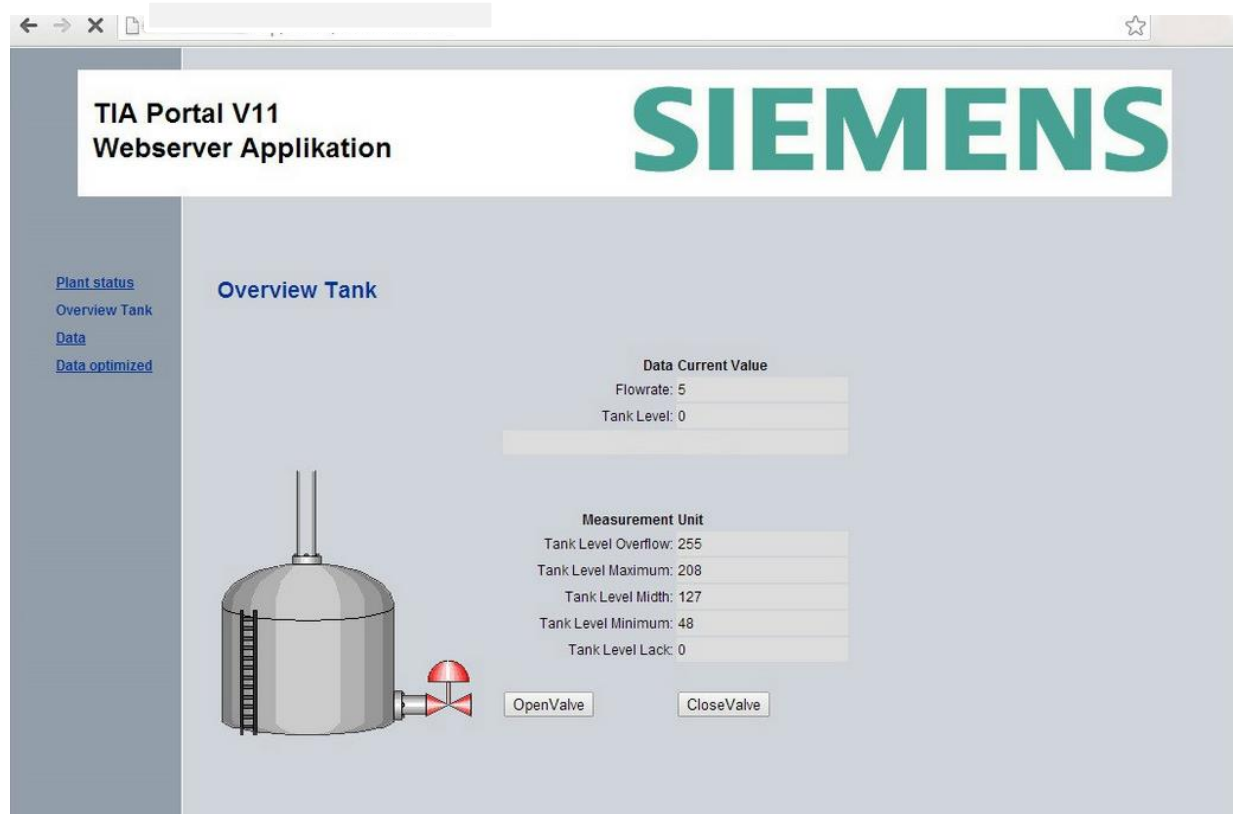 TIA Portal V11
Webserver Applikation
SIEMENS
Plant status
Overview Tank
Data
Data optimized
Overview Tank
Data Current Value
Flowrate: 5
Tank Level: 0
Measurement Unit
Tank Level Overflow: 255
Tank Level Maximum: 208
Tank Level Midth: 127
Tank Level Minimum: 48
Tank Level Lack: 0
OpenValve CloseValve